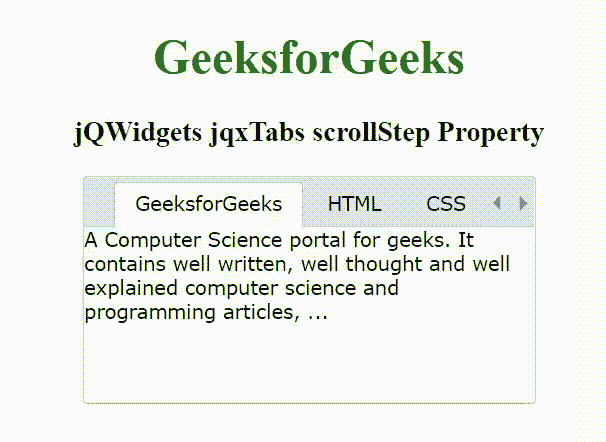 GeeksforGeeks
jQWidgets jqxTabs scrollStep Property
GeeksforGeeks HTML CSS
A Computer Science portal for geeks. It
contains well written, well thought and well
explained computer science and
programming articles, ...